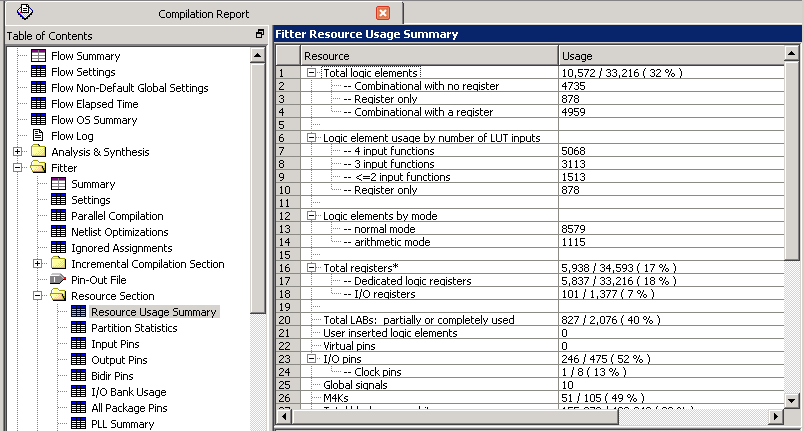 Compilation Report
Table of Contents
Flow Summary
Flow Settings
Flow Non-Default Global Settings
Flow Elapsed Time
Flow OS Summary
Flow Log
Analysis & Synthesis
Fitter
Summary
Settings
Parallel Compilation
Netlist Optimizations
Ignored Assignments
Incremental Compilation Section
Pin-Out File
Resource Section
Resource Usage Summary
Partition Statistics
Input Pins
Output Pins
Bidir Pins
I/O Bank Usage
All Package Pins
PLL Summary
Fitter Resource Usage Summary
Resource Usage
1 Total logic elements 10,572 / 33,216 ( 32 % )
2 -- Combinational with no register 4735
3 -- Register only 878
4 -- Combinational with a register 4959
5
6 Logic element usage by number of LUT inputs
7 -- 4 input functions 5068
8 -- 3 input functions 3113
9 -- <=2 input functions 1513
10 -- Register only 878
11
12 Logic elements by mode
13 -- normal mode 8579
14 -- arithmetic mode 1115
15
16 Total registers* 5,938 / 34,593 ( 17 % )
17 -- Dedicated logic registers 5,837 / 33,216 ( 18 % )
18 -- I/O registers 101 / 1,377 ( 7 % )
19
20 Total LABs: partially or completely used 827 / 2,076 ( 40 % )
21 User inserted logic elements 0
22 Virtual pins 0
23 I/O pins 246 / 475 ( 52 % )
24 -- Clock pins 1 / 8 ( 13 % )
25 Global signals 10
26 M4Ks 51 / 105 ( 49 % )